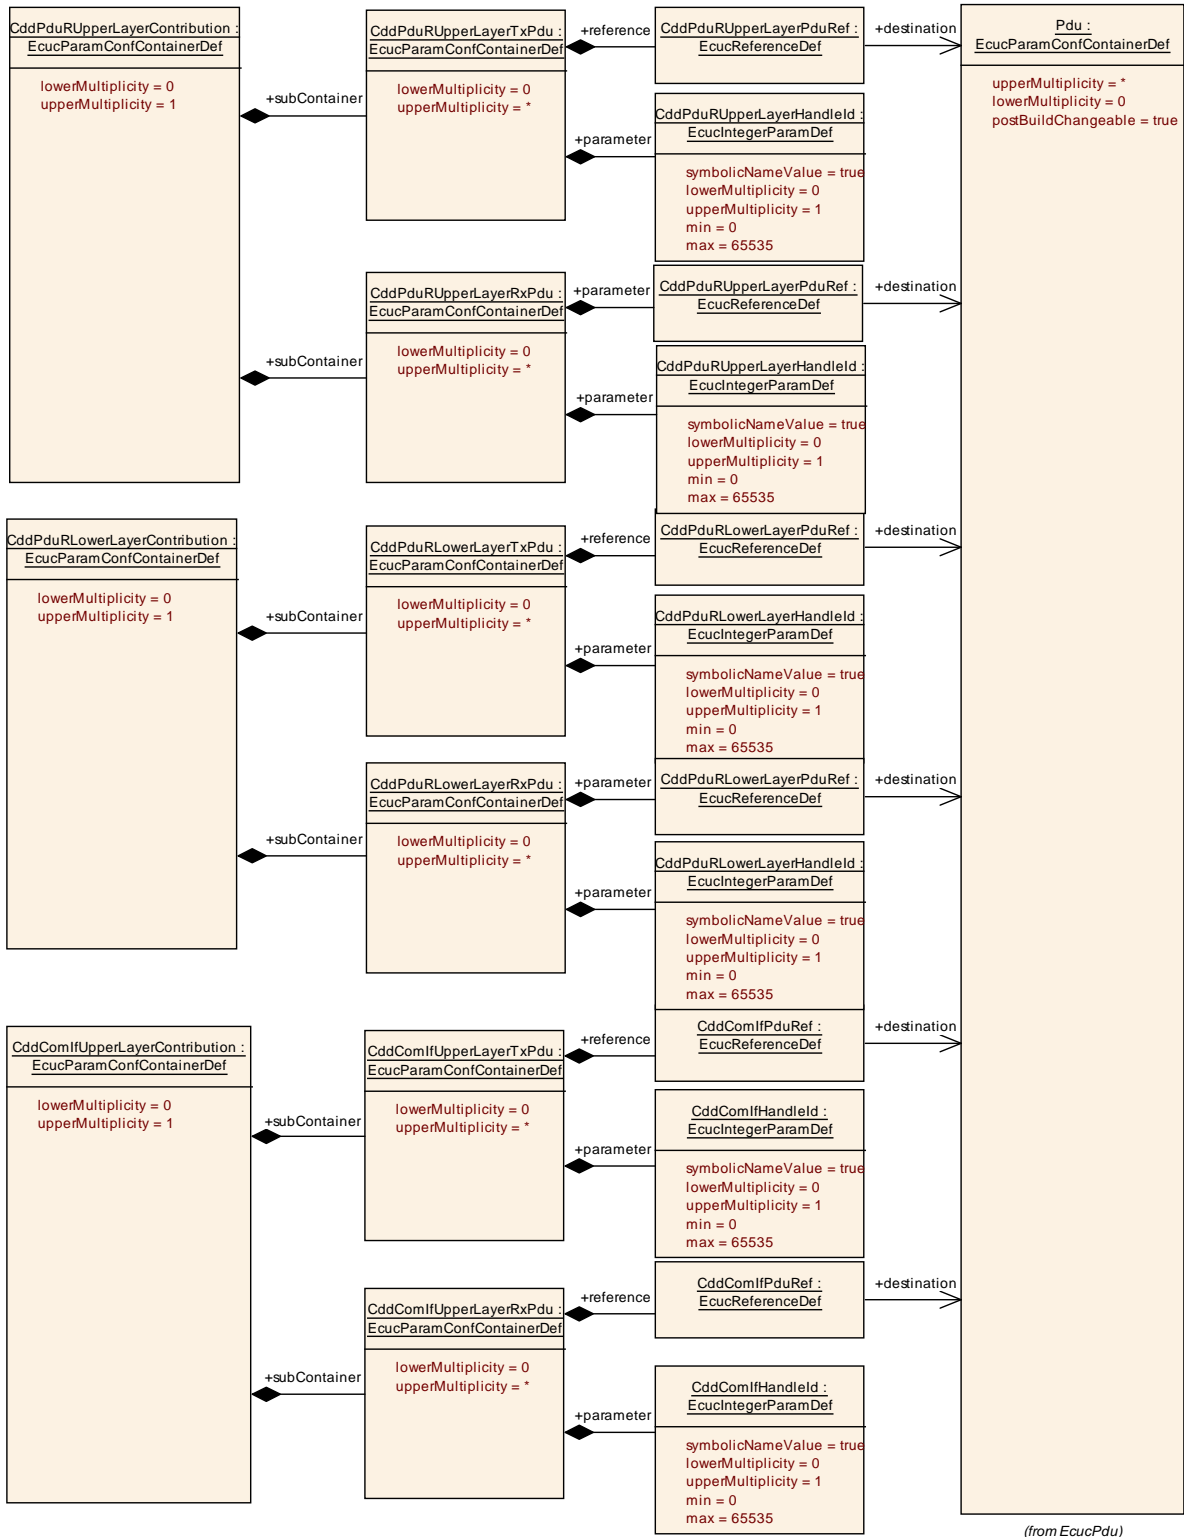 CddPduRUpperLayerContribution :
EcucParamConfContainerDef
lowerMultiplicity = 0
upperMultiplicity = 1
+subContainer
CddPduRUpperLayerTxPdu :
EcucParamConfContainerDef
lowerMultiplicity = 0
upperMultiplicity = *
+reference
CddPduRUpperLayerPduRef :
EcucReferenceDef
+destination
Pdu :
EcucParamConfContainerDef
upperMultiplicity = *
lowerMultiplicity = 0
postBuildChangeable = true
+parameter
CddPduRUpperLayerHandleId :
EcucIntegerParamDef
symbolicNameValue = true
lowerMultiplicity = 0
upperMultiplicity = 1
min = 0
max = 65535
+subContainer
CddPduRUpperLayerRxPdu :
EcucParamConfContainerDef
lowerMultiplicity = 0
upperMultiplicity = *
+parameter
CddPduRUpperLayerPduRef :
EcucReferenceDef
+destination
+parameter
CddPduRUpperLayerHandleId :
EcucIntegerParamDef
symbolicNameValue = true
lowerMultiplicity = 0
upperMultiplicity = 1
min = 0
max = 65535
CddPduRLowerLayerContribution :
EcucParamConfContainerDef
lowerMultiplicity = 0
upperMultiplicity = 1
+subContainer
CddPduRLowerLayerTxPdu :
EcucParamConfContainerDef
lowerMultiplicity = 0
upperMultiplicity = *
+reference
CddPduRLowerLayerPduRef :
EcucReferenceDef
+destination
+parameter
CddPduRLowerLayerHandleId :
EcucIntegerParamDef
symbolicNameValue = true
lowerMultiplicity = 0
upperMultiplicity = 1
min = 0
max = 65535
+subContainer
CddPduRLowerLayerRxPdu :
EcucParamConfContainerDef
lowerMultiplicity = 0
upperMultiplicity = *
+parameter
CddPduRLowerLayerPduRef :
EcucReferenceDef
+destination
+parameter
CddPduRLowerLayerHandleId :
EcucIntegerParamDef
symbolicNameValue = true
lowerMultiplicity = 0
upperMultiplicity = 1
min = 0
max = 65535
CddComIfUpperLayerContribution :
EcucParamConfContainerDef
lowerMultiplicity = 0
upperMultiplicity = 1
+subContainer
CddComIfUpperLayerTxPdu :
EcucParamConfContainerDef
lowerMultiplicity = 0
upperMultiplicity = *
+reference
CddComIfPduRef :
EcucReferenceDef
+destination
+parameter
CddComIfHandleId :
EcucIntegerParamDef
symbolicNameValue = true
lowerMultiplicity = 0
upperMultiplicity = 1
min = 0
max = 65535
+subContainer
CddComIfUpperLayerRxPdu :
EcucParamConfContainerDef
lowerMultiplicity = 0
upperMultiplicity = *
+reference
CddComIfPduRef :
EcucReferenceDef
+destination
+parameter
CddComIfHandleId :
EcucIntegerParamDef
symbolicNameValue = true
lowerMultiplicity = 0
upperMultiplicity = 1
min = 0
max = 65535
(from EcucPdu)